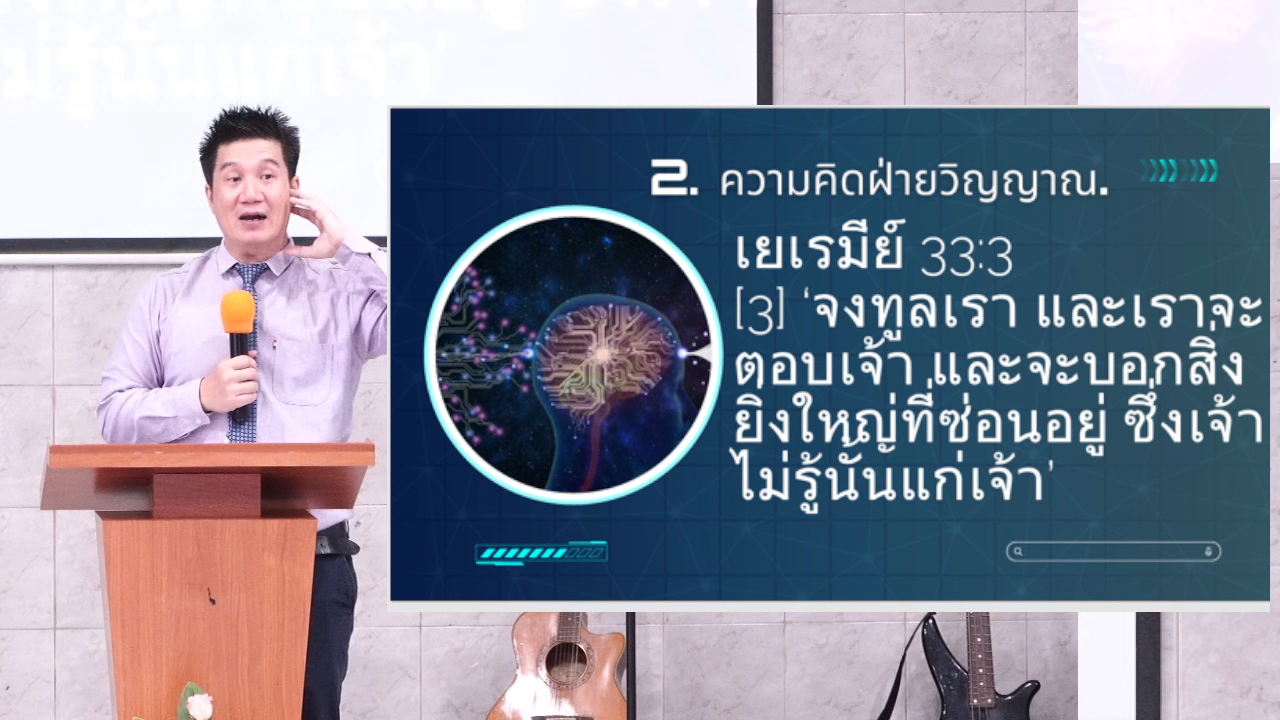 2. ความคิดฝ่ายวิญญาณ.
เยเรมีย์ 33:3
[3] ‘จงทูลเรา และเราจะ
ตอบเจ้า และจะบอกสิ่ง
ยิ่งใหญ่ที่ซ่อนอยู่ ซึ่งเจ้า
ไม่รู้นั้นแก่เจ้า’